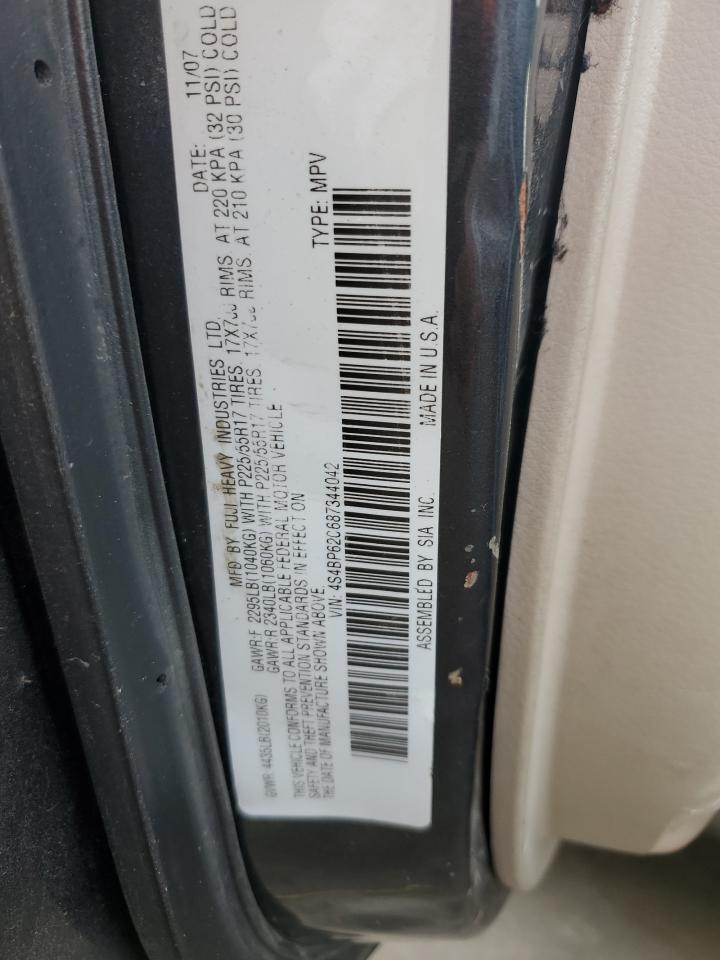 MFD BY FUJI HEAVY INDUSTRIES LTD. DATE: 11/07
GAWR:F 2295LB(1040KG) WITH P225/55R17 TIRES. RIMS. AT 220 KPA (32 PSI) COLD
GVWR: 4435LB(2010KG) GAWR:R 2340LB(1060KG) WITH P225/55R17 TIRES. RIMS. AT 210 KPA (30 PSI) COLD
THIS VEHICLE CONFORMS TO ALL APPLICABLE FEDERAL MOTOR VEHICLE
SAFETY AND THEFT PREVENTION STANDARDS IN EFFECT ON
THE DATE OF MANUFACTURE SHOWN ABOVE.
VIN: 4S4BP62C687344042 TYPE: MPV
ASSEMBLED BY SIA INC. MADE IN U.S.A.